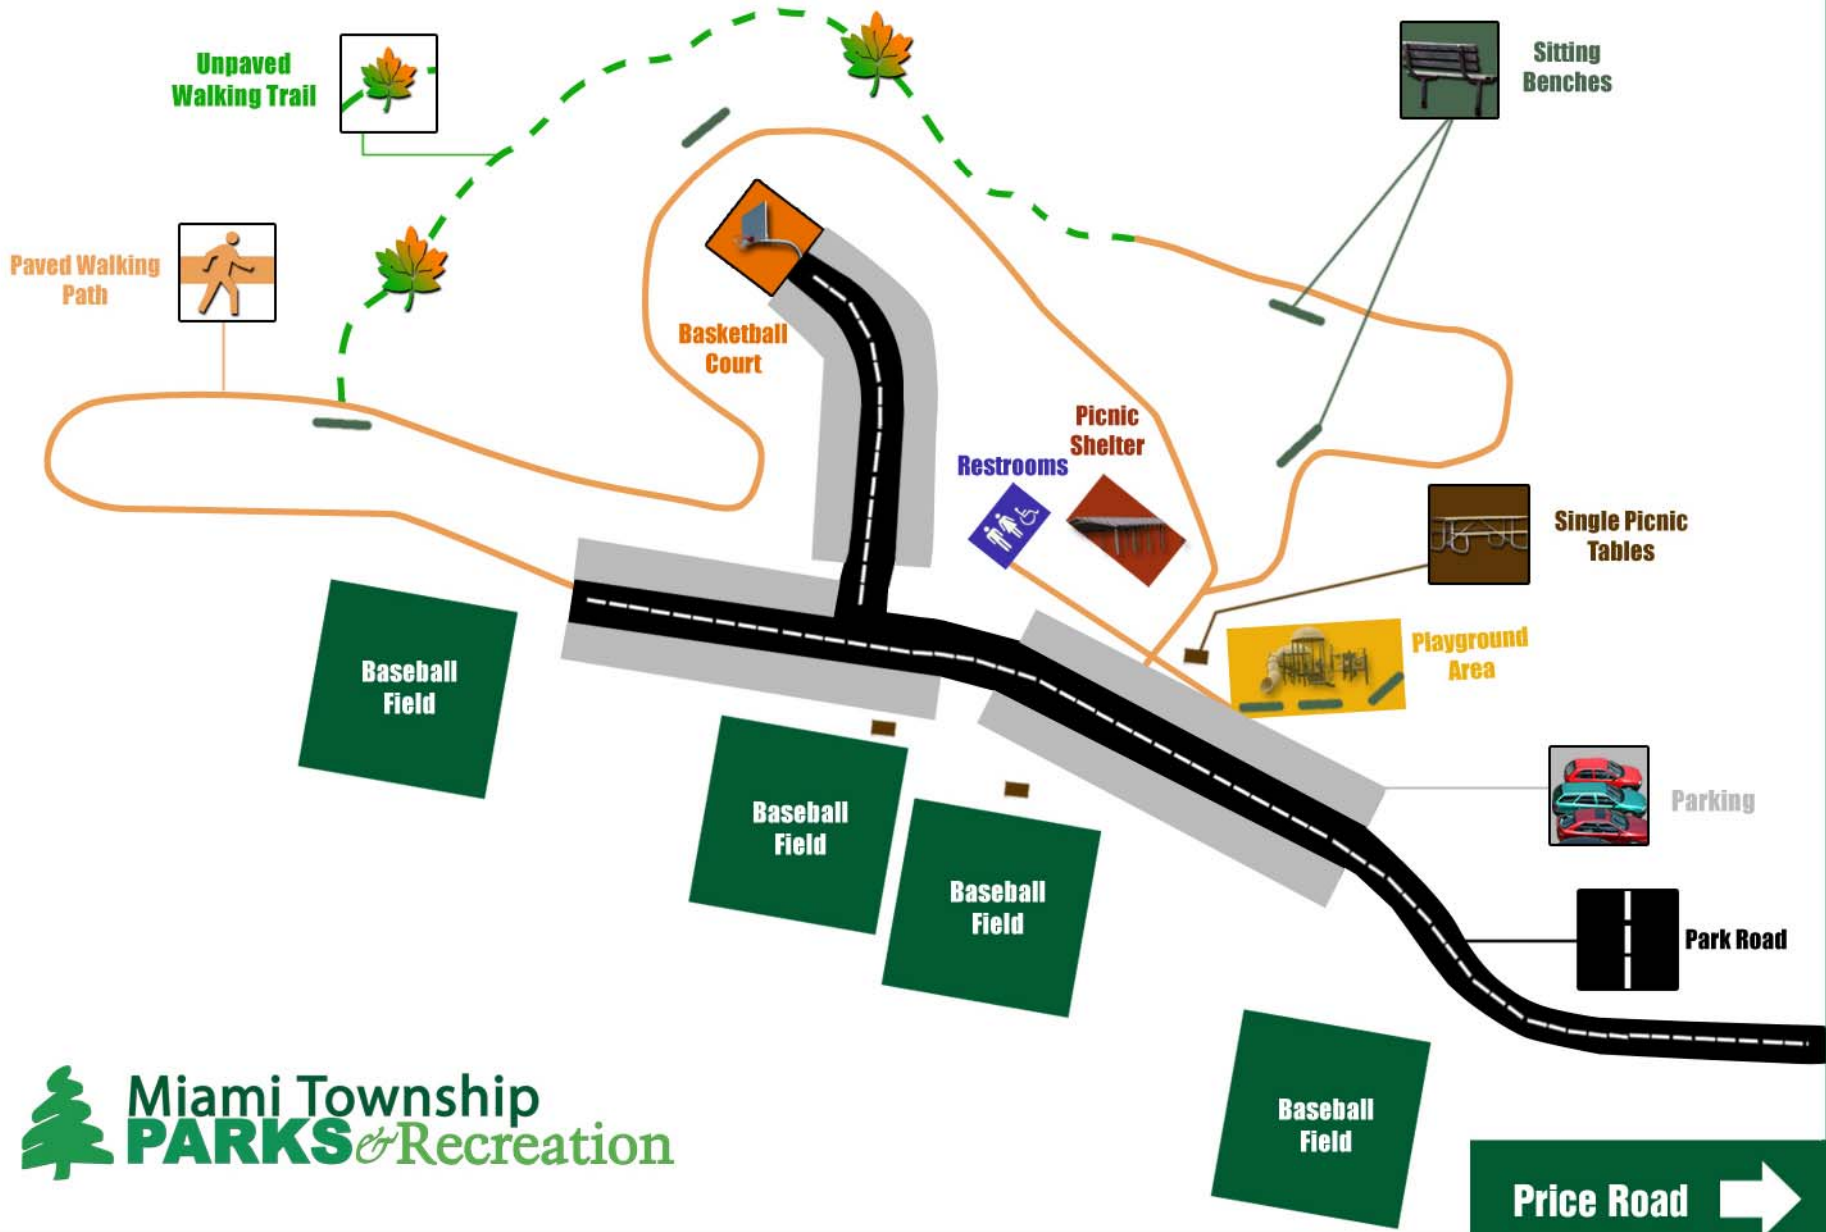 Unpaved
Walking Trail
Sitting
Benches
Paved Walking
Path
Basketball
Court
Picnic
Shelter
Restrooms
Single Picnic
Tables
Playground
Area
Baseball
Field
Baseball
Field
Baseball
Field
Parking
Park Road
Baseball
Field
Miami Township
PARKS & Recreation
Price Road